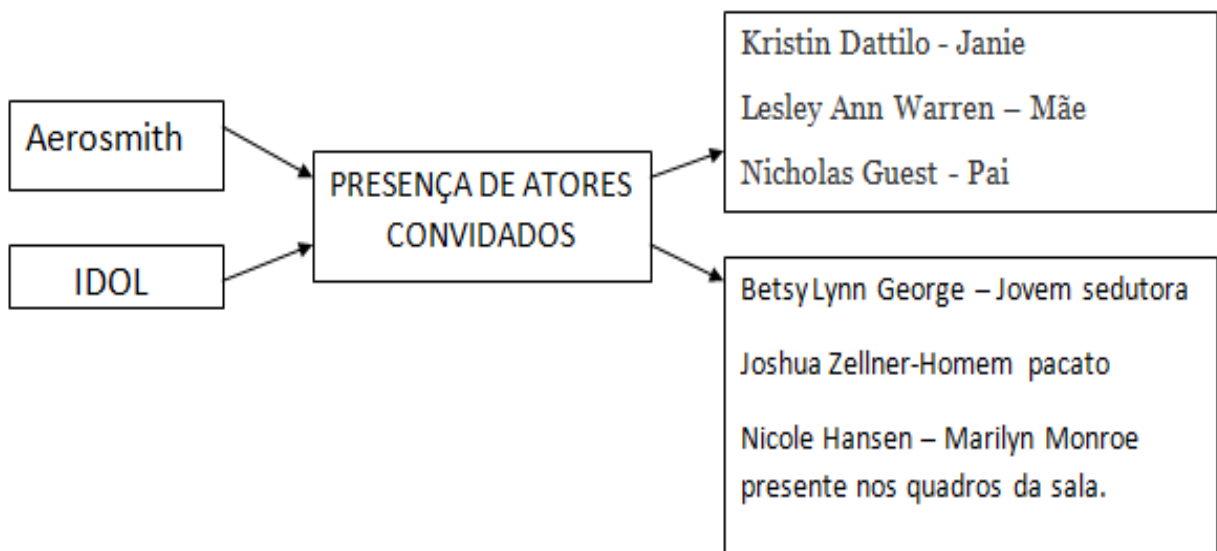 Aerosmith
IDOL
PRESENÇA DE ATORES
CONVIDADOS
Kristin Dattilo - Janie
Lesley Ann Warren – Mãe
Nicholas Guest - Pai
Betsy Lynn George – Jovem sedutora
Joshua Zellner-Homem pacato
Nicole Hansen – Marilyn Monroe
presente nos quadros da sala.